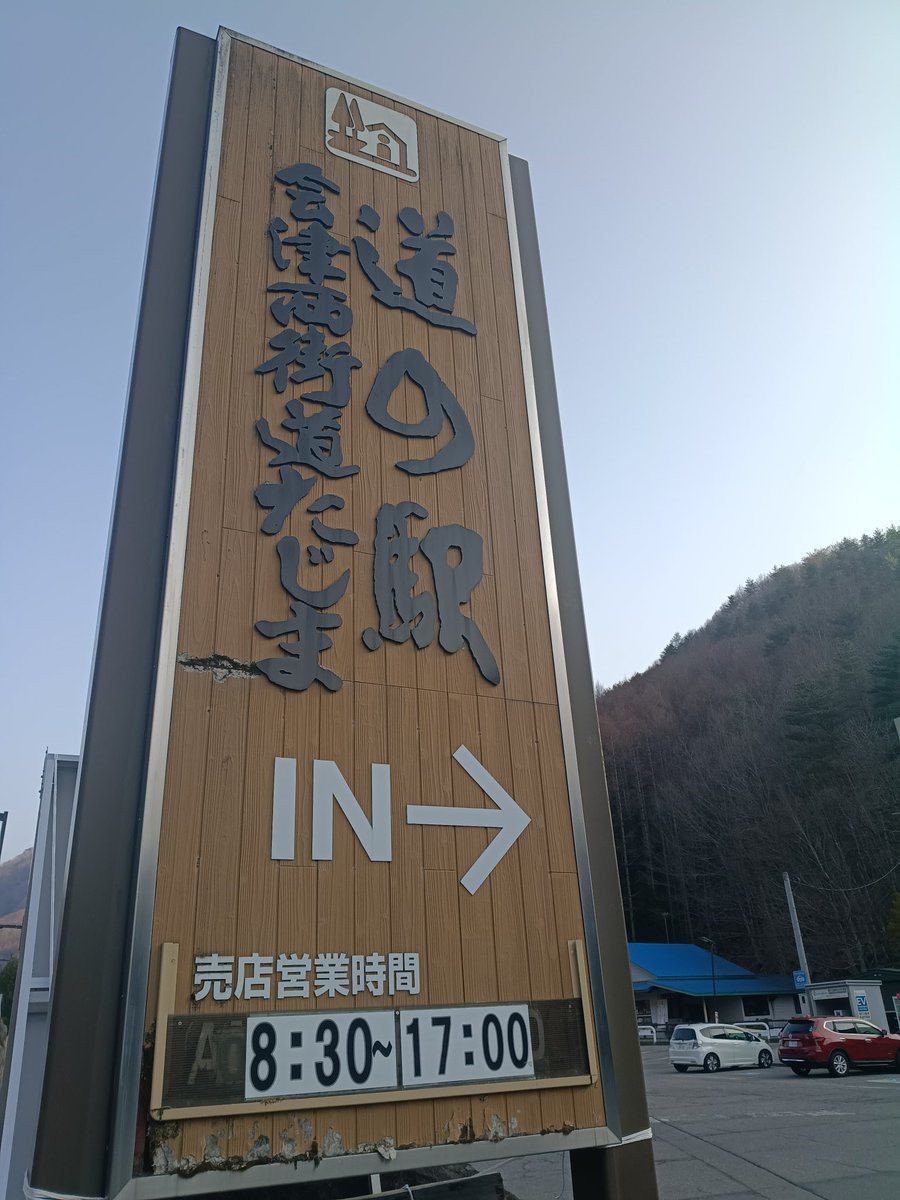 道の駅
会津西街道たじま
IN→
売店営業時間
8:30~17:00
EV